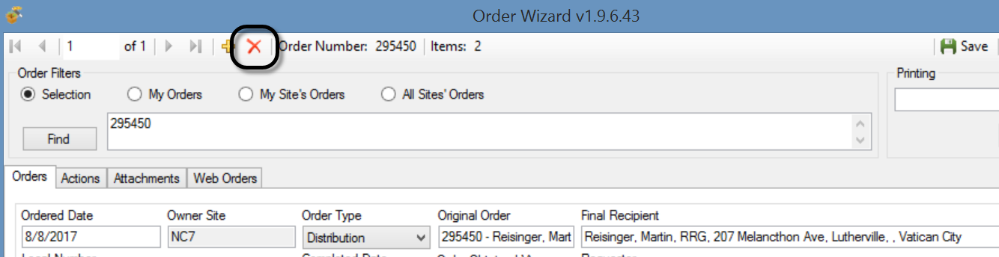 Order Wizard v1.9.6.43
1 of 1 Order Number: 295450 Items: 2 Save
Order Filters Printing
Selection My Orders My Site's Orders All Sites' Orders
295450
Find
Orders Actions Attachments Web Orders
Ordered Date Owner Site Order Type Original Order Final Recipient
8/8/2017 NC7 Distribution 295450 - Reisinger, Mart Reisinger, Martin, RRG, 207 Melancthon Ave, Lutherville, , Vatican City